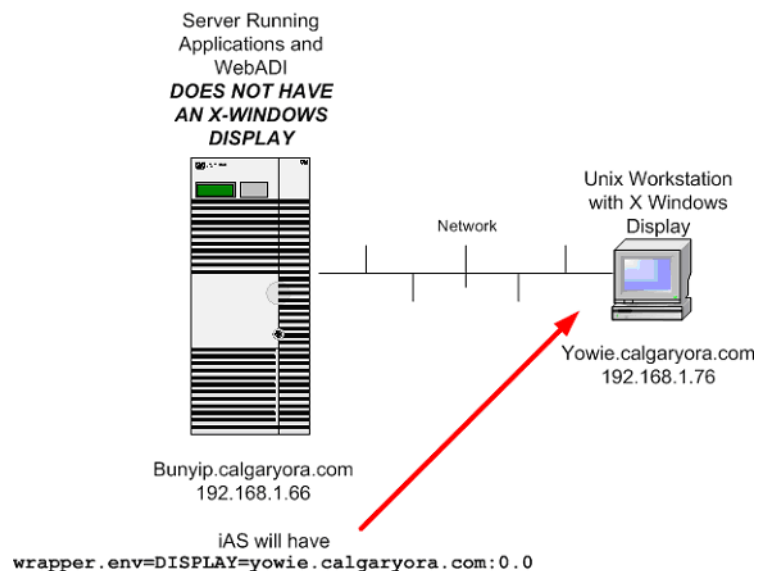 Server Running
Applications and
WebADI
DOES NOT HAVE
AN X-WINDOWS
DISPLAY
Unix Workstation
with X Windows
Display
Network
Yowie.calgaryora.com
192.168.1.76
Bunyip.calgaryora.com
192.168.1.66
iAS will have
wrapper.env=DISPLAY=yowie.calgaryora.com:0.0